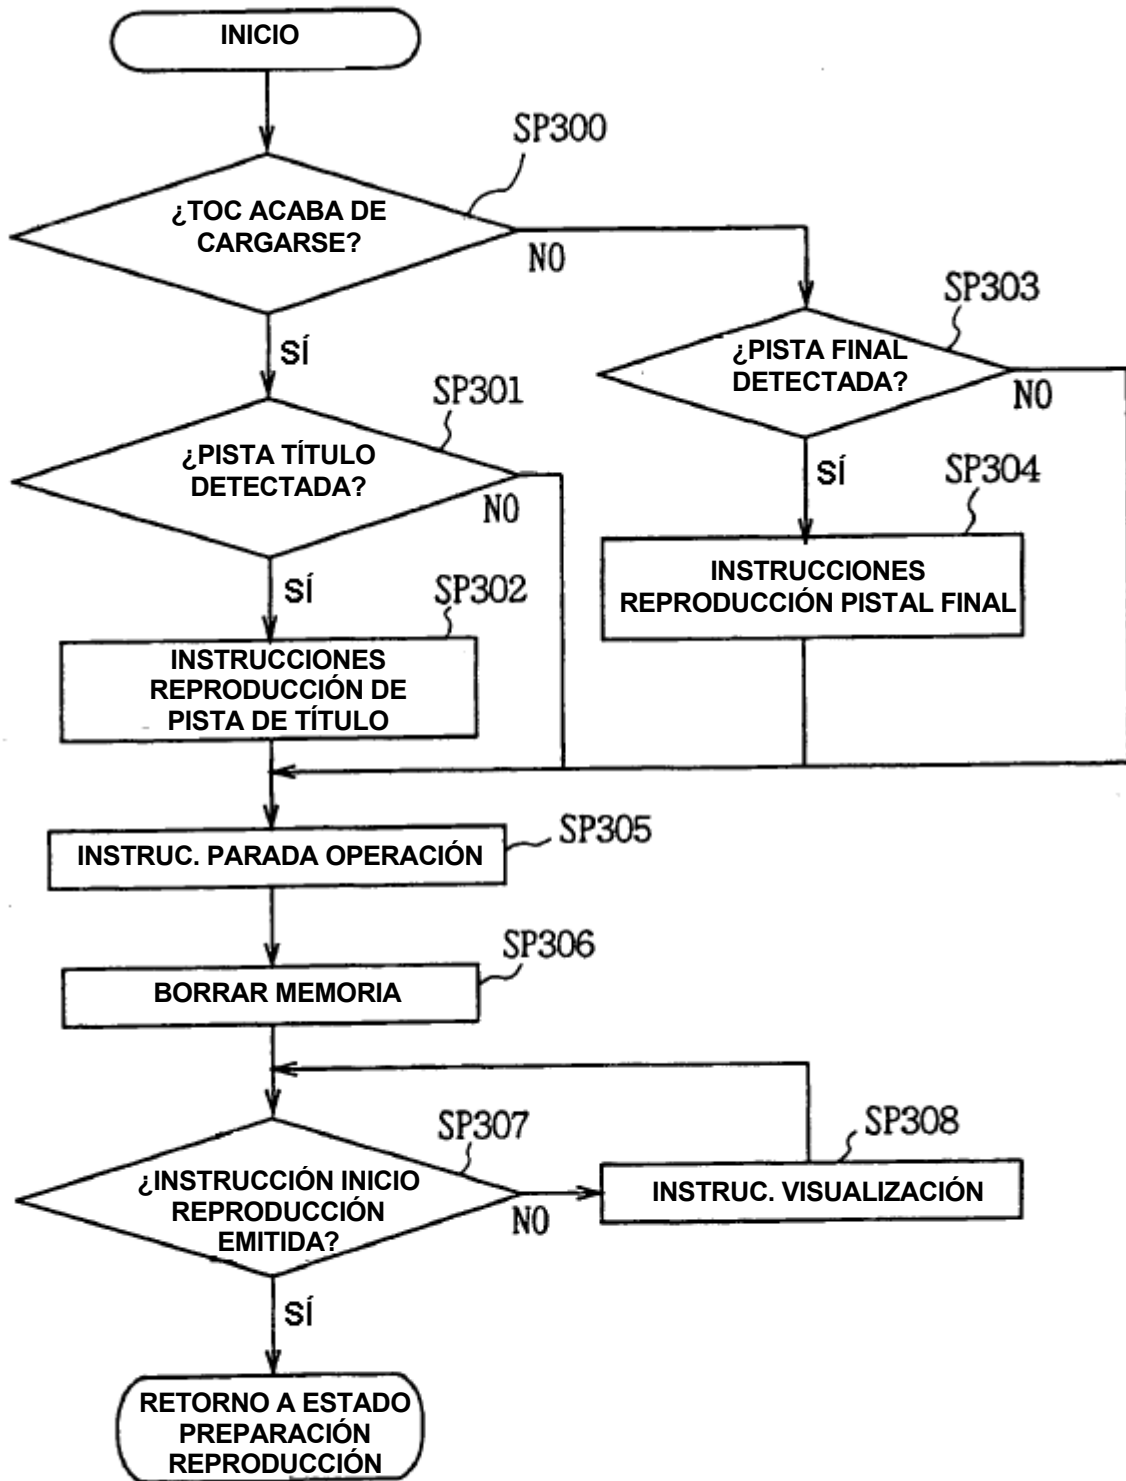 INICIO
SP300
¿TOC ACABA DE
CARGARSE?
NO
SÍ
SP303
¿PISTA FINAL
DETECTADA?
NO
SÍ
SP301
¿PISTA TÍTULO
DETECTADA?
NO
SÍ
SP304
INSTRUCCIONES
REPRODUCCIÓN PISTAL FINAL
SP302
INSTRUCCIONES
REPRODUCCIÓN DE
PISTA DE TÍTULO
SP305
INSTRUC. PARADA OPERACIÓN
SP306
BORRAR MEMORIA
SP307
¿INSTRUCCIÓN INICIO
REPRODUCCIÓN
EMITIDA?
NO
SÍ
SP308
INSTRUC. VISUALIZACIÓN
RETORNO A ESTADO
PREPARACIÓN
REPRODUCCIÓN